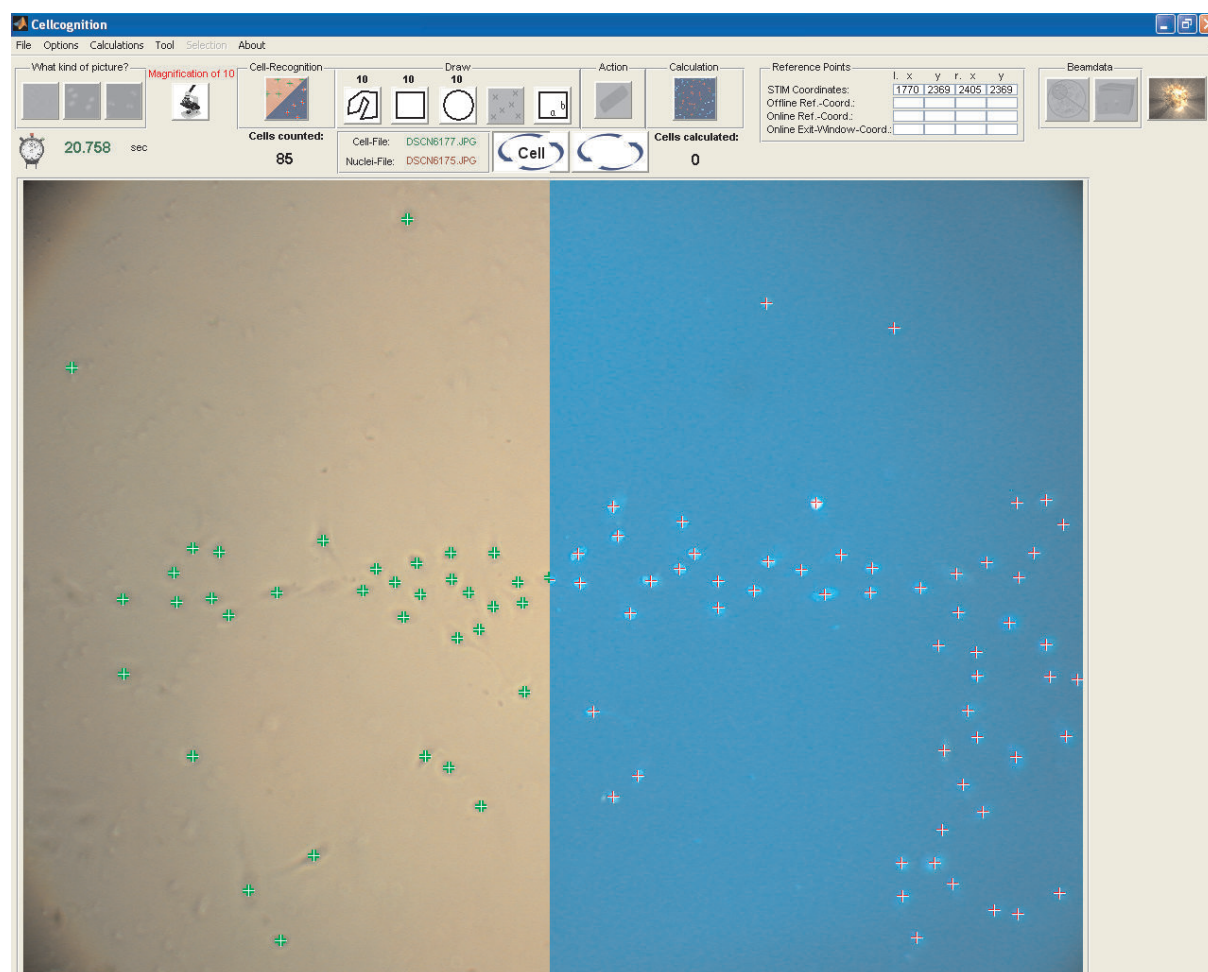 Cellcognition
File Options Calculations Tool Selection About
What kind of picture?
Magnification of 10
Cell-Recognition
Draw
10 10 10
a b
Action
Calculation
Reference Points
l. x y r. x y
STIM Coordinates: 1770 2369 2405 2369
Offline Ref.-Coord.:
Online Ref.-Coord.:
Online Exit-Window-Coord.:
Beamdata
20.758 sec
Cells counted:
85
Cell-File: DSCN6177.JPG
Nuclei-File: DSCN6175.JPG
Cell
Cells calculated:
0